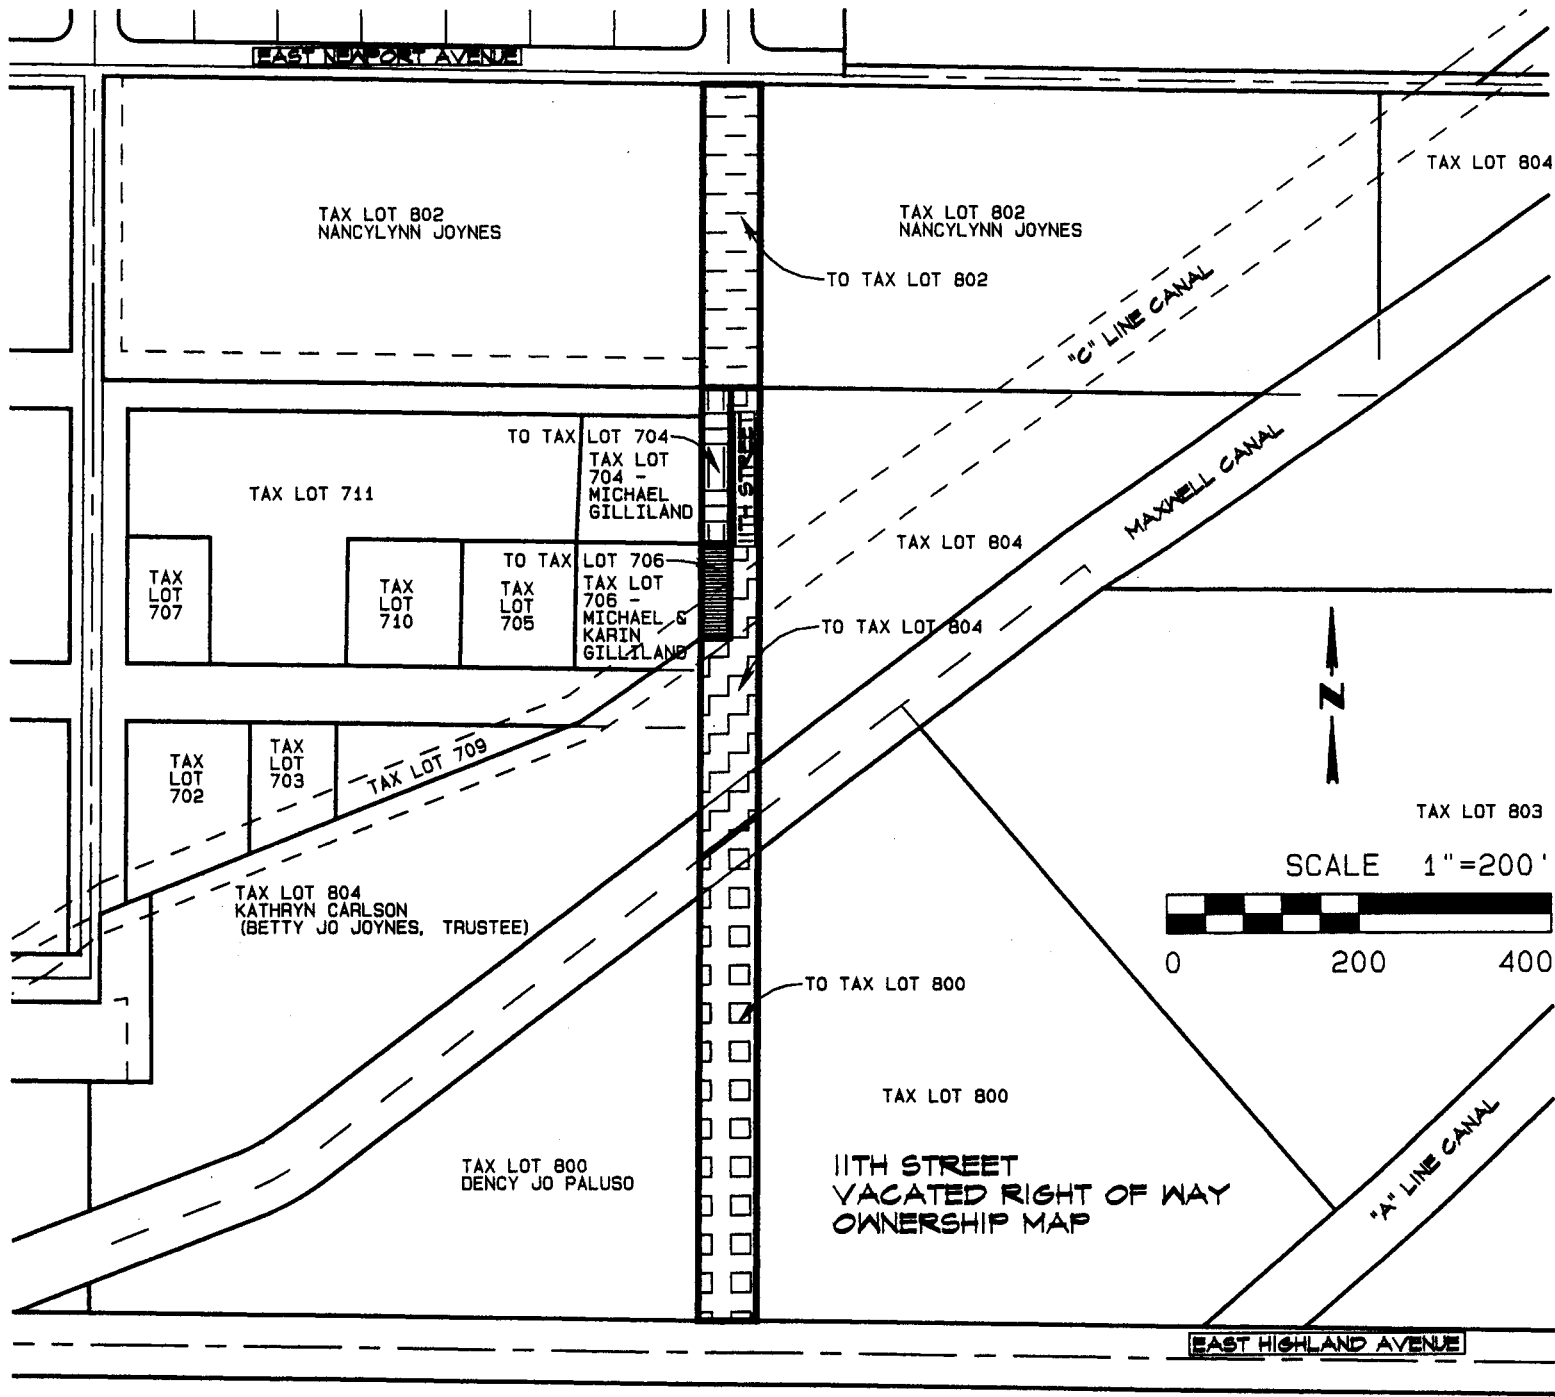 EAST NEWPORT AVENUE
TAX LOT 804
TAX LOT 802
NANCYLYNN JOYNES
TAX LOT 802
NANCYLYNN JOYNES
TO TAX LOT 802
"C" LINE CANAL
TO TAX LOT 704
TAX LOT
704 -
MICHAEL
GILLILAND
11TH STREET
MAXWELL CANAL
TAX LOT 711
TAX LOT 804
TO TAX LOT 706
TAX LOT
706 -
MICHAEL &
KARIN
GILLILAND
TAX
LOT
707
TAX
LOT
710
TAX
LOT
705
TO TAX LOT 804
N
TAX LOT 709
TAX
LOT
702
TAX
LOT
703
TAX LOT 803
SCALE 1"=200'
0 200 400
TAX LOT 804
KATHRYN CARLSON
(BETTY JO JOYNES, TRUSTEE)
TO TAX LOT 800
TAX LOT 800
"A" LINE CANAL
TAX LOT 800
DENCY JO PALUSO
11TH STREET
VACATED RIGHT OF WAY
OWNERSHIP MAP
EAST HIGHLAND AVENUE